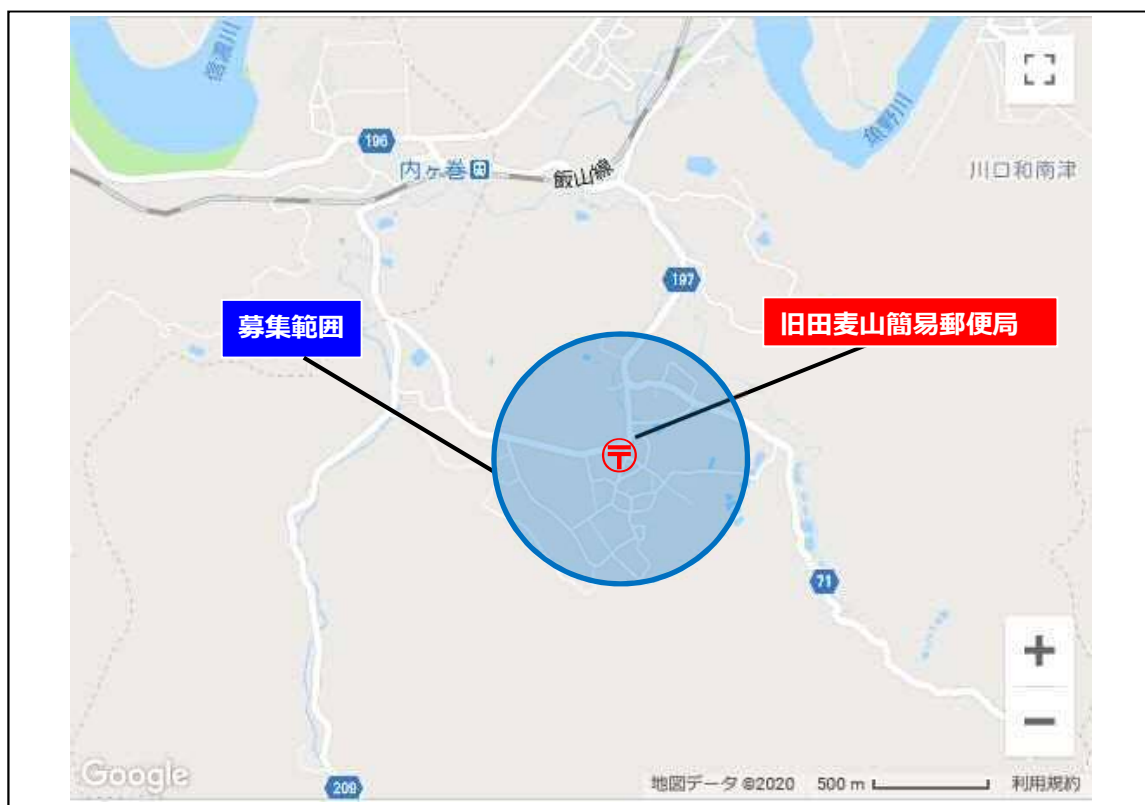 信濃川
196
内ヶ巻
飯山線
魚野川
川口和南津
197
募集範囲
旧田麦山簡易郵便局
〒
71
+
−
Google
209
地図データ ©2020 500 m 利用規約